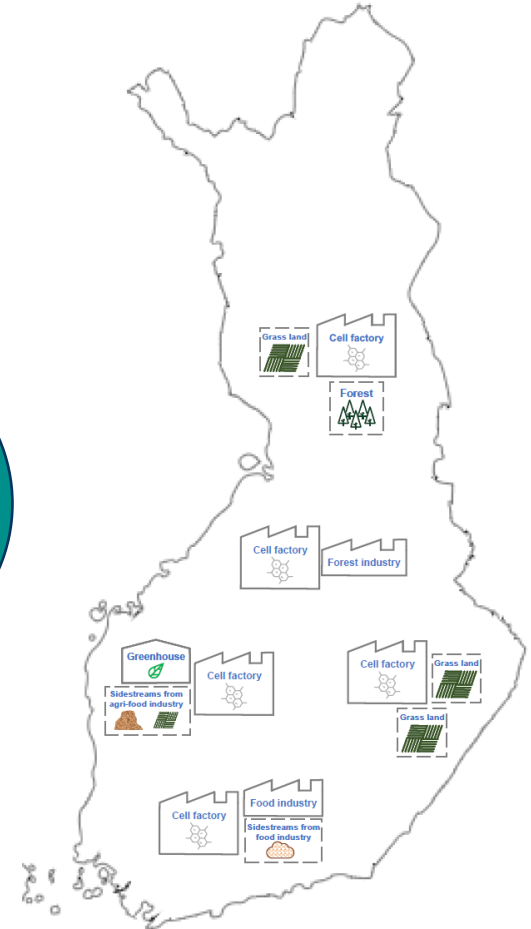 Grass land
Cell factory
Forest
Cell factory
Forest industry
Greenhouse
Cell factory
Sidestreams from
agri-food industry
Cell factory
Grass land
Grass land
Cell factory
Food industry
Sidestreams from
food industry